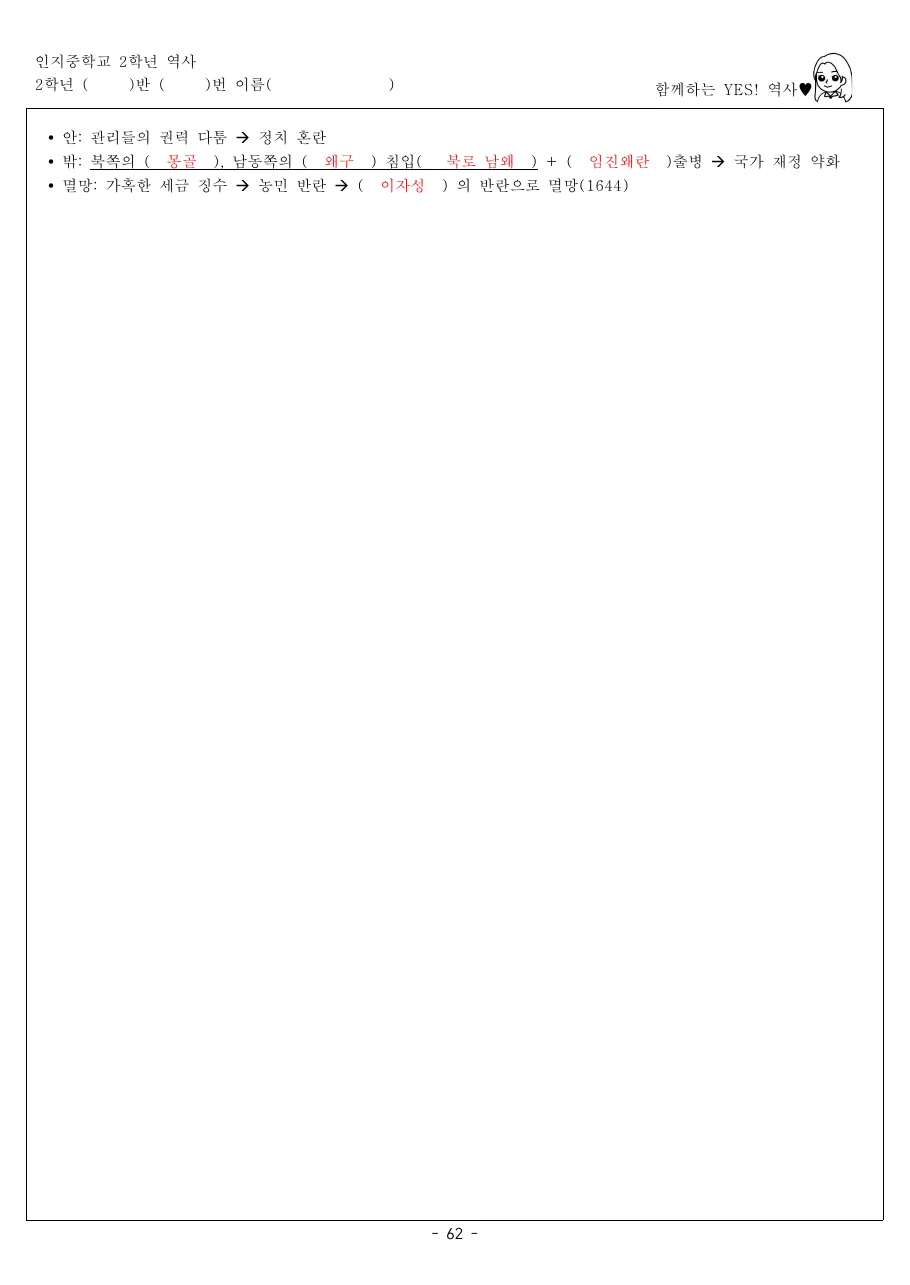 인지중학교 2학년 역사
2학년 (     )반 (     )번 이름(               )
함께하는 YES! 역사♥
• 안: 관리들의 권력 다툼 → 정치 혼란
• 밖: 북쪽의 (  몽골  ), 남동쪽의 (  왜구  ) 침입(   북로 남왜  ) + (  임진왜란  )출병 → 국가 재정 약화
• 멸망: 가혹한 세금 징수 → 농민 반란 → (  이자성  ) 의 반란으로 멸망(1644)
- 62 -